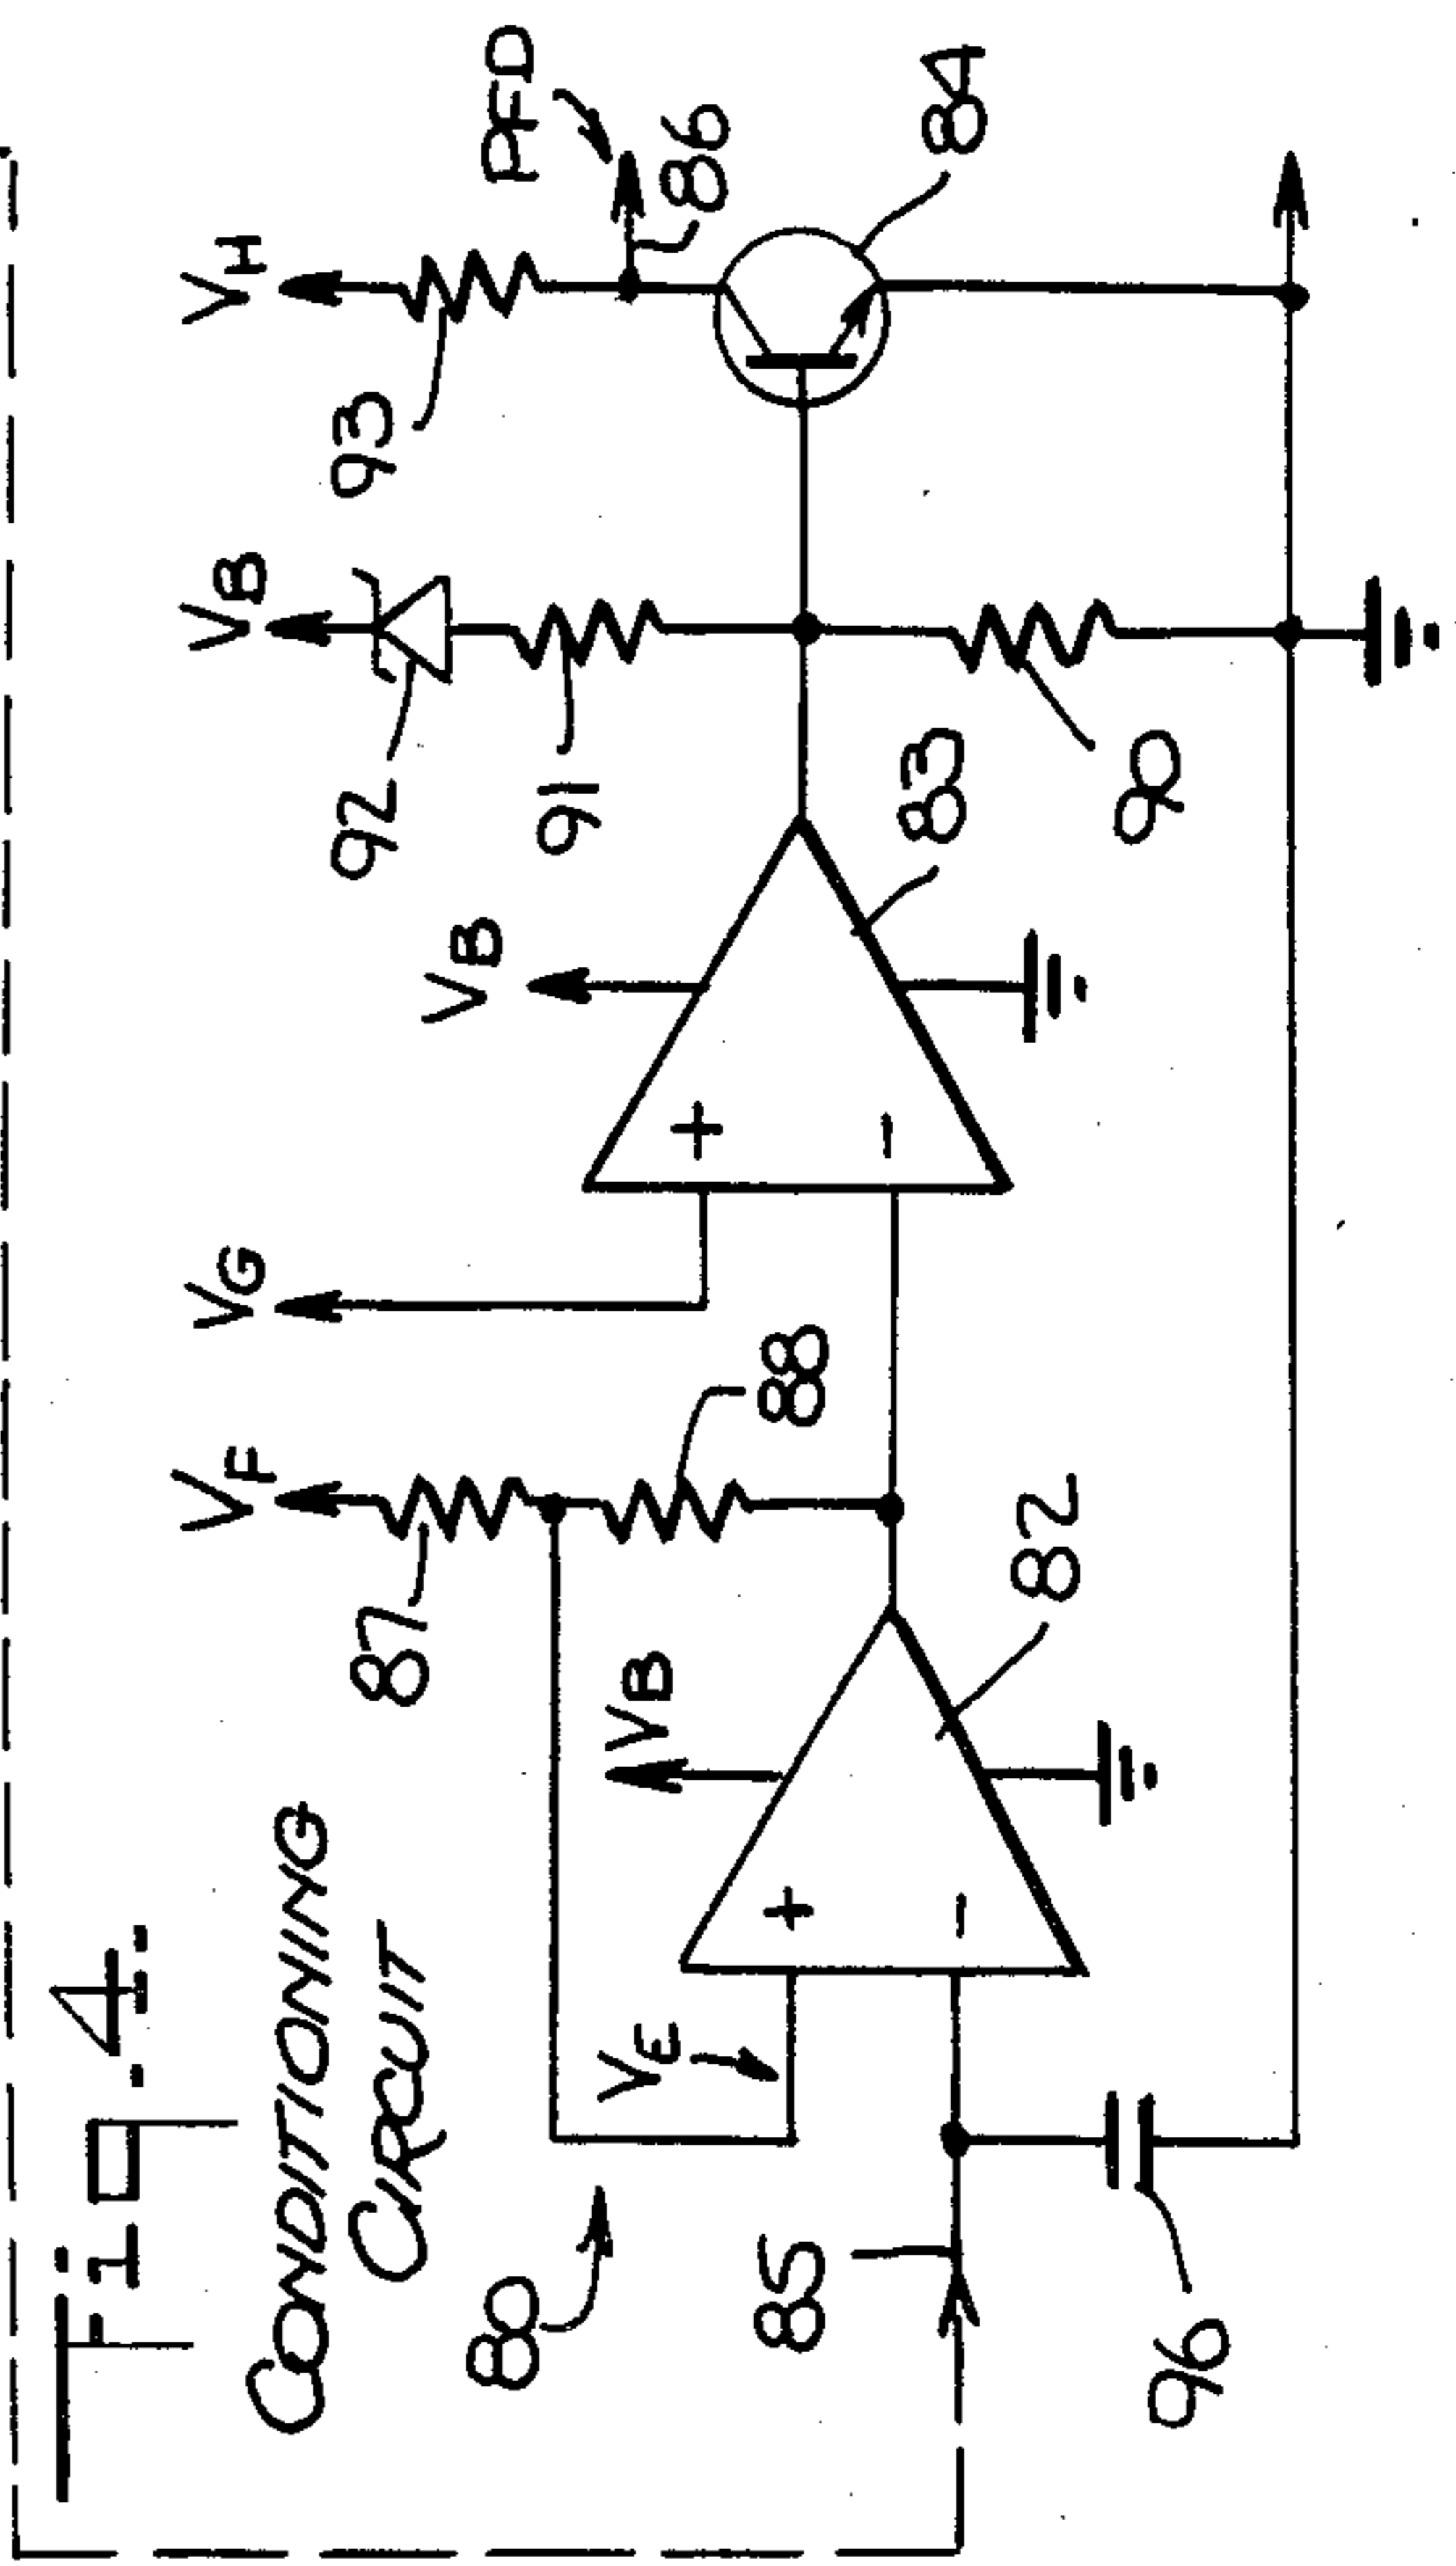 Fig. 4.
CONDITIONING
CIRCUIT
80
85
96
VE
VB
82
87
VF
88
VG
VB
83
92
91
90
VB
93
VH
PFD
86
84
+
-
+
-